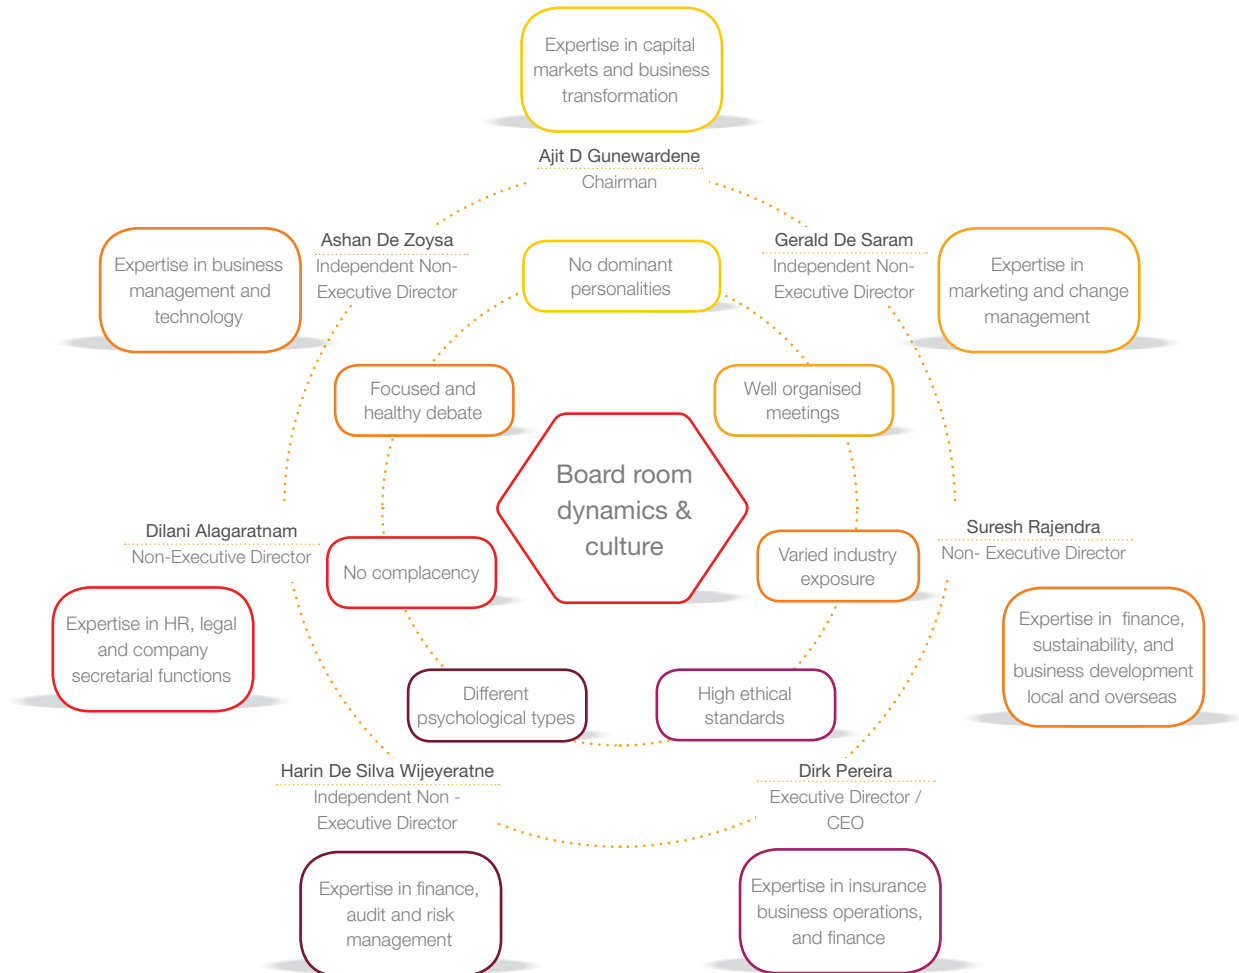 Expertise in capital
markets and business
transformation
Ajit D Gunewardene
Chairman
Ashan De Zoysa
Independent Non-
Executive Director
Expertise in business
management and
technology
No dominant
personalities
Gerald De Saram
Independent Non-
Executive Director
Expertise in
marketing and change
management
Focused and
healthy debate
Well organised
meetings
Board room
dynamics &
culture
Dilani Alagaratnam
Non-Executive Director
No complacency
Varied industry
exposure
Suresh Rajendra
Non- Executive Director
Expertise in HR, legal
and company
secretarial functions
Expertise in  finance,
sustainability, and
business development
local and overseas
Different
psychological types
High ethical
standards
Harin De Silva Wijeyeratne
Independent Non -
Executive Director
Dirk Pereira
Executive Director /
CEO
Expertise in finance,
audit and risk
management
Expertise in insurance
business operations,
and finance